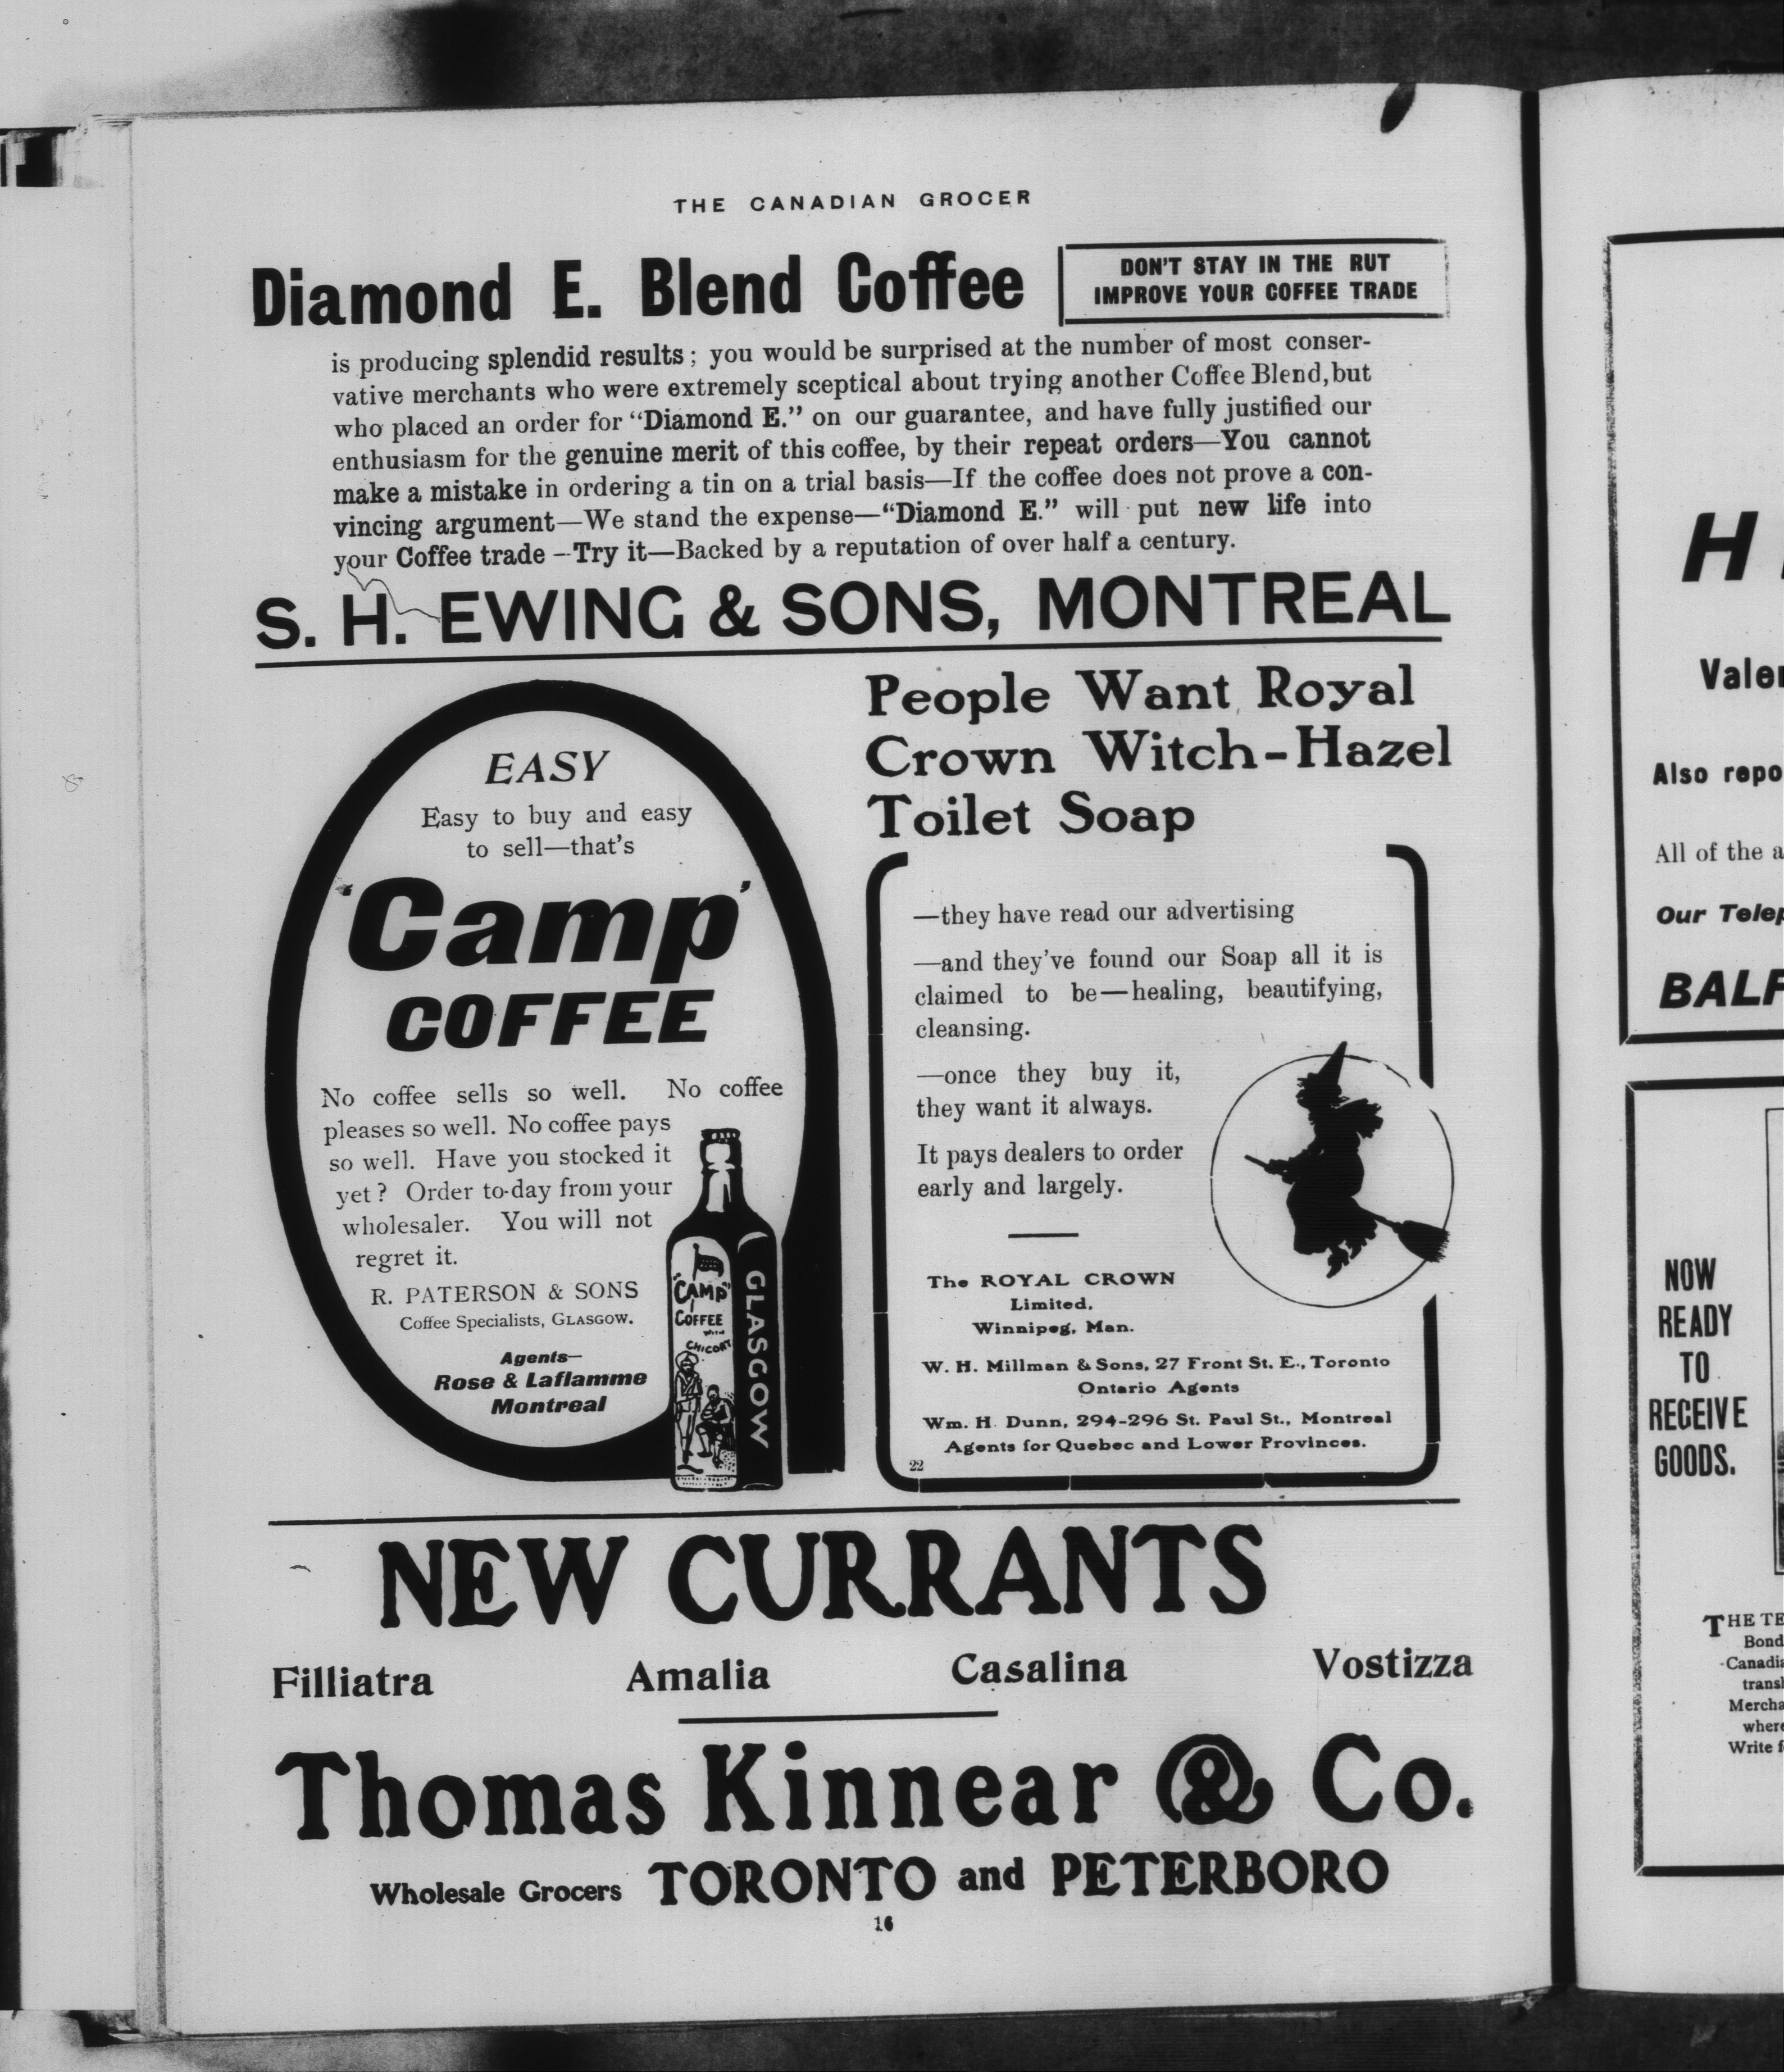 THE CANADIAN GROCER
Diamond E. Blend Coffee
DON'T STAY IN THE RUT
IMPROVE YOUR COFFEE TRADE
is producing splendid results; you would be surprised at the number of most conser-
vative merchants who were extremely sceptical about trying another Coffee Blend, but
who placed an order for "Diamond E." on our guarantee, and have fully justified our
enthusiasm for the genuine merit of this coffee, by their repeat orders—You cannot
make a mistake in ordering a tin on a trial basis—If the coffee does not prove a con-
vincing argument—We stand the expense—"Diamond E." will put new life into
your Coffee trade—Try it—Backed by a reputation of over half a century.
S. H. EWING & SONS, MONTREAL
EASY
Easy to buy and easy
to sell—that's
'Camp'
COFFEE
No coffee sells so well. No coffee
pleases so well. No coffee pays
so well. Have you stocked it
yet? Order to-day from your
wholesaler. You will not
regret it.
R. PATERSON & SONS
Coffee Specialists, GLASGOW.
Agents—
Rose & Laflamme
Montreal
"CAMP"
COFFEE
WITH
CHICORY
GLASGOW
People Want Royal
Crown Witch-Hazel
Toilet Soap
—they have read our advertising
—and they've found our Soap all it is
claimed to be—healing, beautifying,
cleansing.
—once they buy it,
they want it always.
It pays dealers to order
early and largely.
The ROYAL CROWN
Limited,
Winnipeg, Man.
W. H. Millman & Sons, 27 Front St. E., Toronto
Ontario Agents
Wm. H. Dunn, 294-296 St. Paul St., Montreal
Agents for Quebec and Lower Provinces.
22
NEW CURRANTS
Filliatra Amalia Casalina Vostizza
Thomas Kinnear & Co.
Wholesale Grocers TORONTO and PETERBORO
16
H
Valen
Also repo
All of the a
Our Telep
BALF
NOW
READY
TO
RECEIVE
GOODS.
THE TE
Bond
Canadia
transh
Mercha
where
Write f